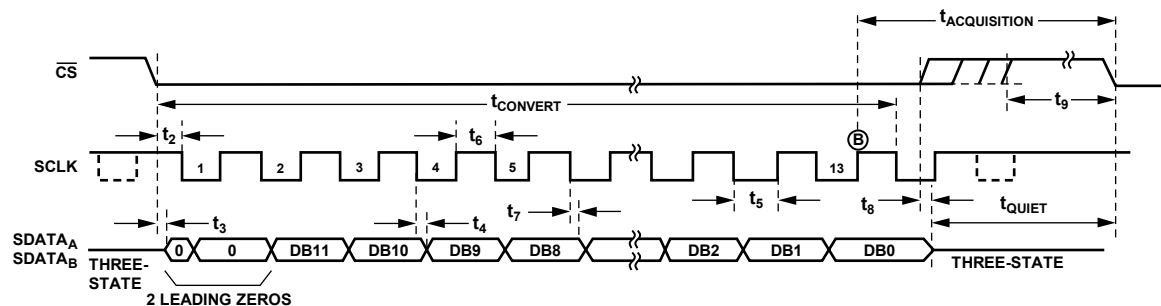 tACQUISITION
B
CS
tCONVERT
t9
t2
t6
B
SCLK
1 2 3 4 5 13
t5
t8
t7
tQUIET
t3
t4
SDATAA
SDATAB
0 0 DB11 DB10 DB9 DB8 DB2 DB1 DB0
THREE-
STATE
THREE-STATE
2 LEADING ZEROS